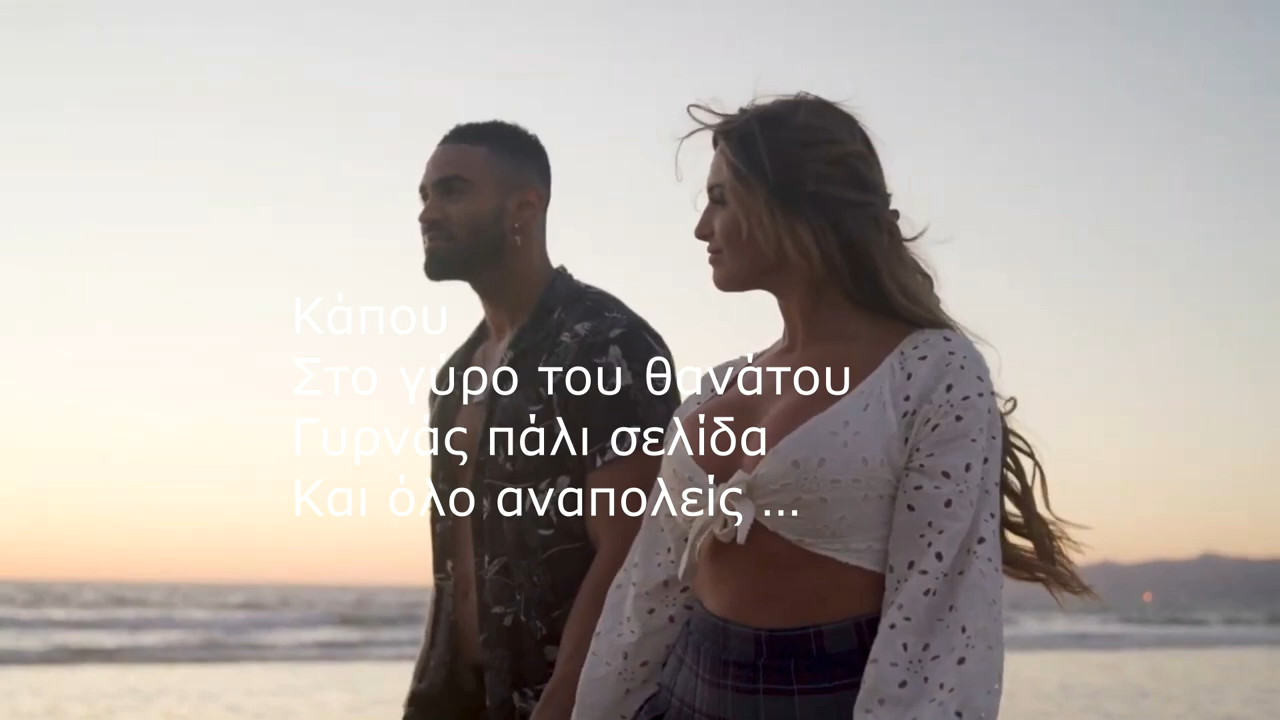 Κάπου
Στο γύρο του θανάτου
Γυρνάς πάλι σελίδα
Και όλο αναπολείς ...